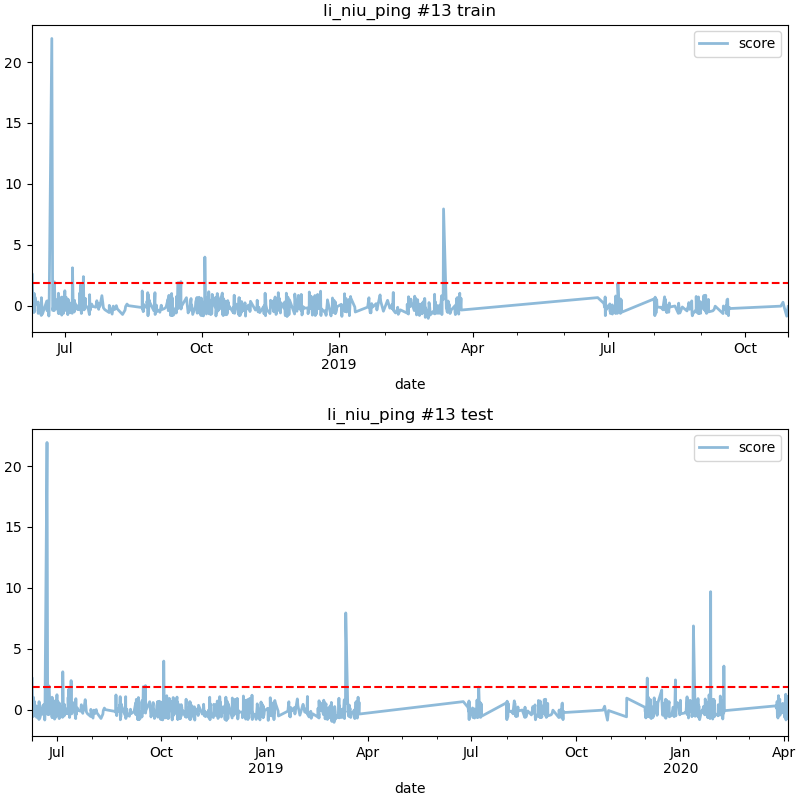 li_niu_ping #13 train
score
20
15
10
5
0
Jul Oct Jan Apr Jul Oct
2019
date
li_niu_ping #13 test
score
20
15
10
5
0
Jul Oct Jan Apr Jul Oct Jan Apr
2019 2020
date